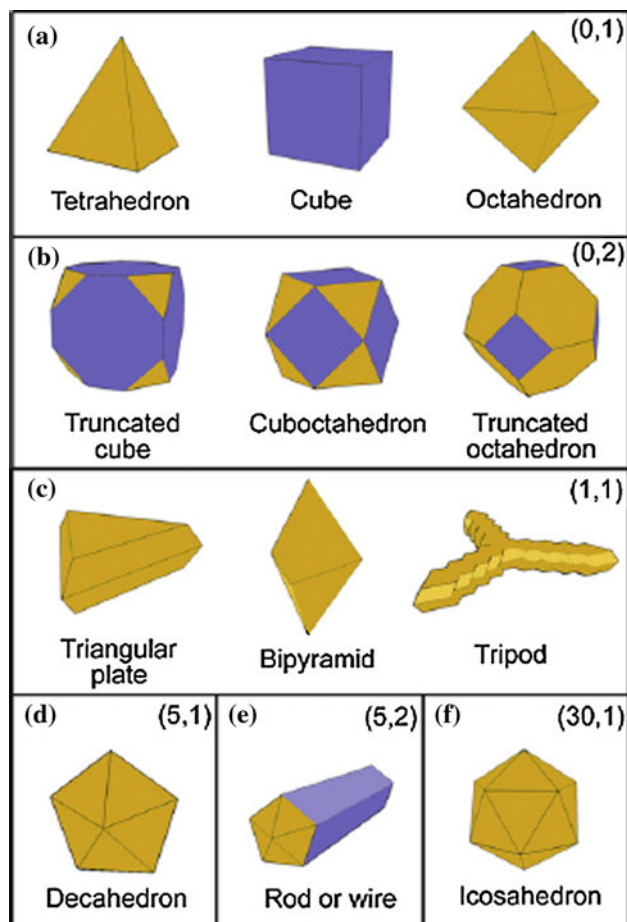 (a) (0,1)
Tetrahedron Cube Octahedron
(b) (0,2)
Truncated cube
Cuboctahedron
Truncated octahedron
(c) (1,1)
Triangular plate
Bipyramid
Tripod
(d) (5,1)
Decahedron
(e) (5,2)
Rod or wire
(f) (30,1)
Icosahedron